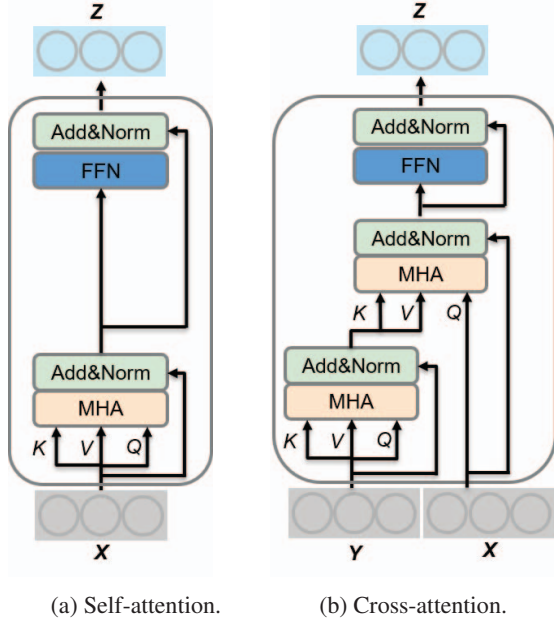 Z
Add&Norm
FFN
Add&Norm
MHA
K V Q
X
(a) Self-attention.
Z
Add&Norm
FFN
Add&Norm
MHA
K V Q
Add&Norm
MHA
K V Q
Y X
(b) Cross-attention.